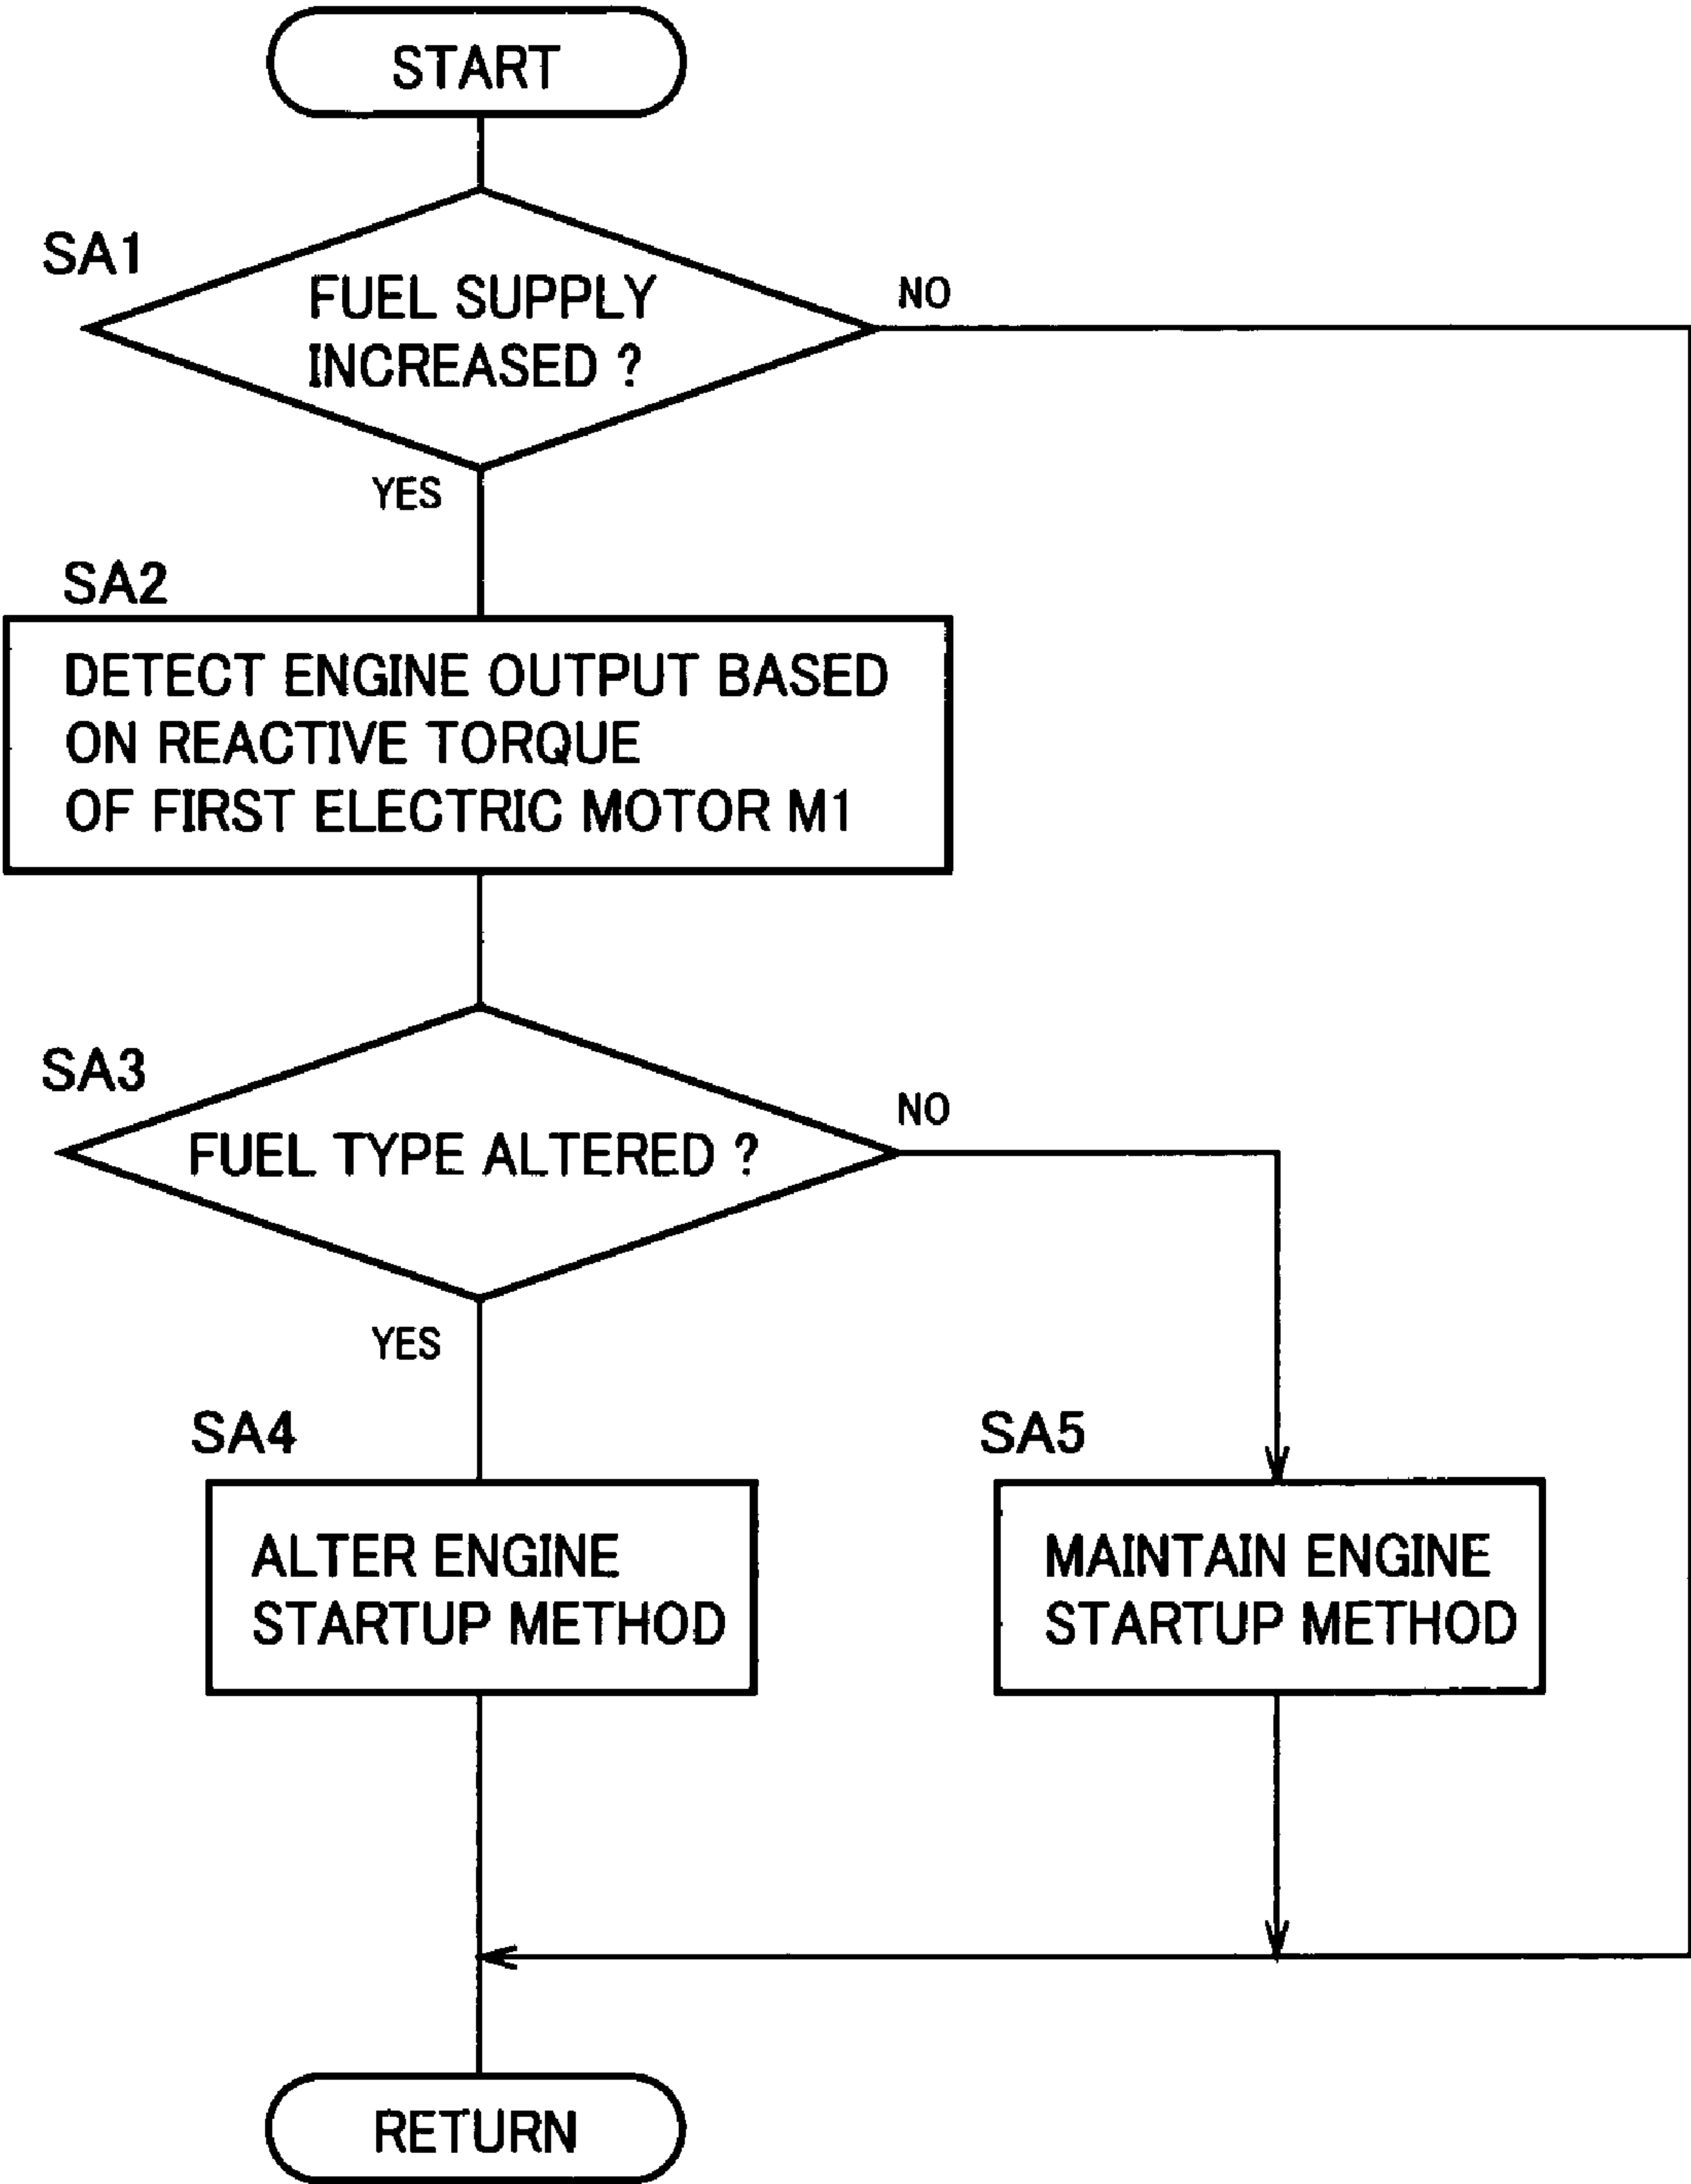 START
SA1
FUEL SUPPLY
INCREASED ?
NO
YES
SA2
DETECT ENGINE OUTPUT BASED
ON REACTIVE TORQUE
OF FIRST ELECTRIC MOTOR M1
SA3
FUEL TYPE ALTERED ?
NO
YES
SA4
ALTER ENGINE
STARTUP METHOD
SA5
MAINTAIN ENGINE
STARTUP METHOD
RETURN